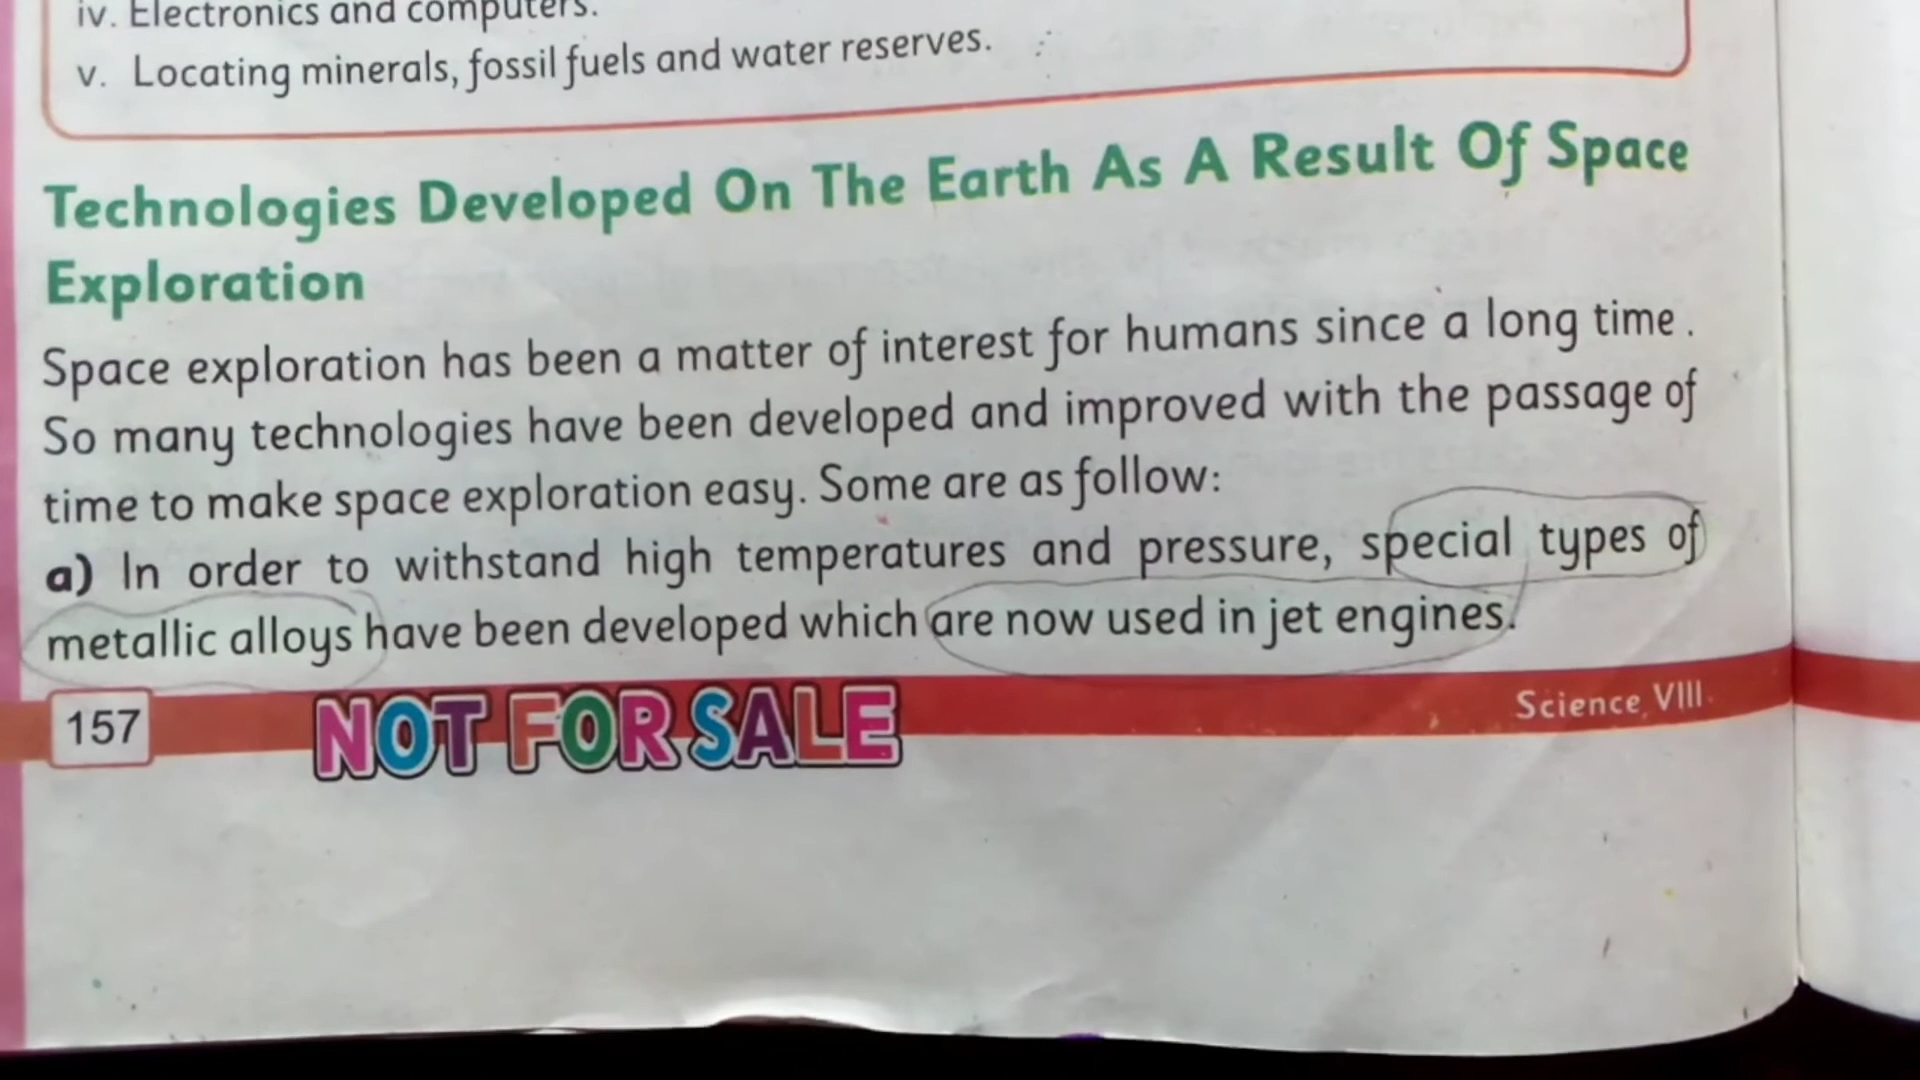 iv. Electronics and computers.
v. Locating minerals, fossil fuels and water reserves.
Technologies Developed On The Earth As A Result Of Space
Exploration
Space exploration has been a matter of interest for humans since a long time.
So many technologies have been developed and improved with the passage of
time to make space exploration easy. Some are as follow:
a) In order to withstand high temperatures and pressure, special types of
metallic alloys have been developed which are now used in jet engines.
157 NOT FOR SALE Science VIII